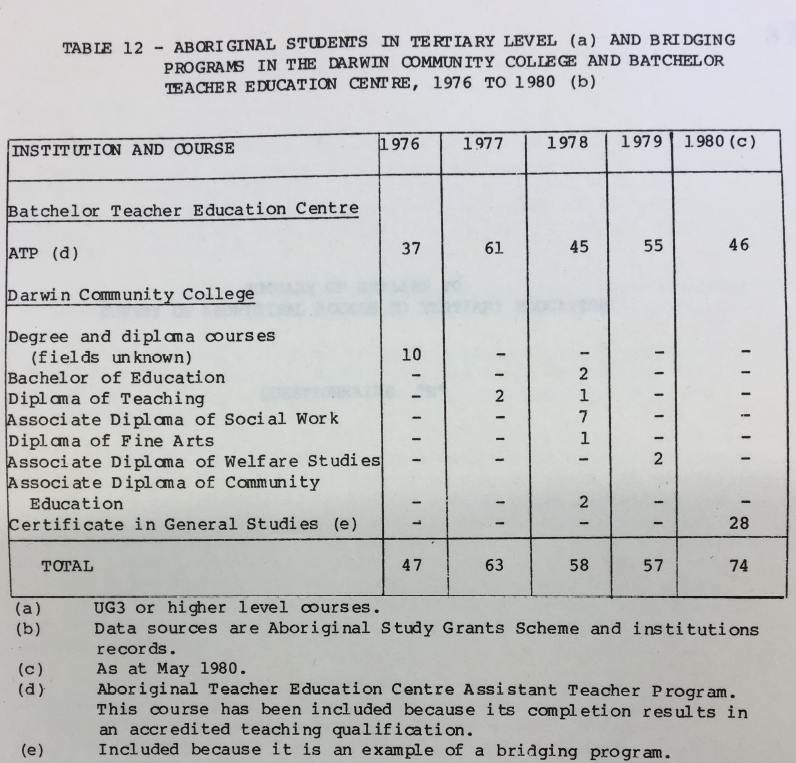 TABLE 12 - ABORIGINAL STUDENTS IN TERTIARY LEVEL (a) AND BRIDGING
PROGRAMS IN THE DARWIN COMMUNITY COLLEGE AND BATCHELOR
TEACHER EDUCATION CENTRE, 1976 TO 1980 (b)
INSTITUTION AND COURSE 1976 1977 1978 1979 1980 (c)
Batchelor Teacher Education Centre
ATP (d) 37 61 45 55 46
Darwin Community College
Degree and diploma courses
(fields unknown) 10 - - - -
Bachelor of Education - - 2 - -
Diploma of Teaching - 2 1 - -
Associate Diploma of Social Work - - 7 - -
Diploma of Fine Arts - - 1 - -
Associate Diploma of Welfare Studies - - - 2 -
Associate Diploma of Community
Education - - 2 - -
Certificate in General Studies (e) - - - - 28
TOTAL 47 63 58 57 74
(a) UG3 or higher level courses.
(b) Data sources are Aboriginal Study Grants Scheme and institutions
records.
(c) As at May 1980.
(d) Aboriginal Teacher Education Centre Assistant Teacher Program.
This course has been included because its completion results in
an accredited teaching qualification.
(e) Included because it is an example of a bridging program.